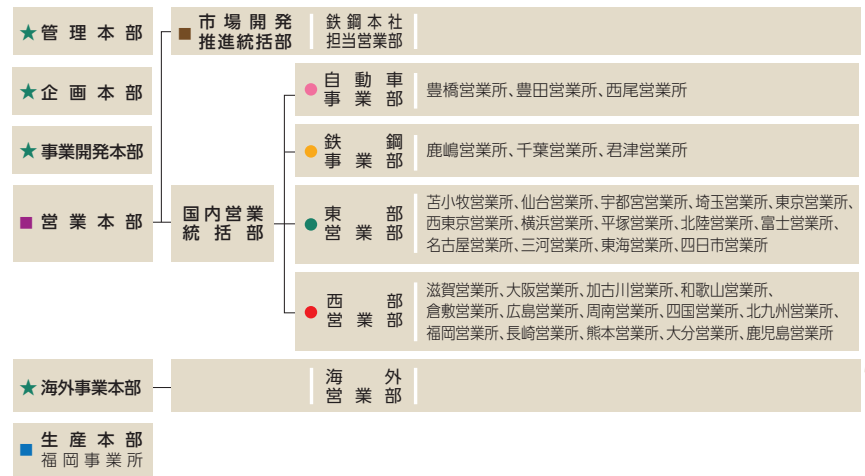 ★管理本部
■市場開発
推進統括部
鉄鋼本社
担当営業部
★企画本部
●自動車
事業部
豊橋営業所、豊田営業所、西尾営業所
★事業開発本部
●鉄鋼
事業部
鹿嶋営業所、千葉営業所、君津営業所
■営業本部
国内営業
統括部
●東部
営業部
苫小牧営業所、仙台営業所、宇都宮営業所、埼玉営業所、東京営業所、
西東京営業所、横浜営業所、平塚営業所、北陸営業所、富士営業所、
名古屋営業所、三河営業所、東海営業所、四日市営業所
●西部
営業部
滋賀営業所、大阪営業所、加古川営業所、和歌山営業所、
倉敷営業所、広島営業所、周南営業所、四国営業所、北九州営業所、
福岡営業所、長崎営業所、熊本営業所、大分営業所、鹿児島営業所
★海外事業本部
海外
営業部
■生産本部
福岡事業所